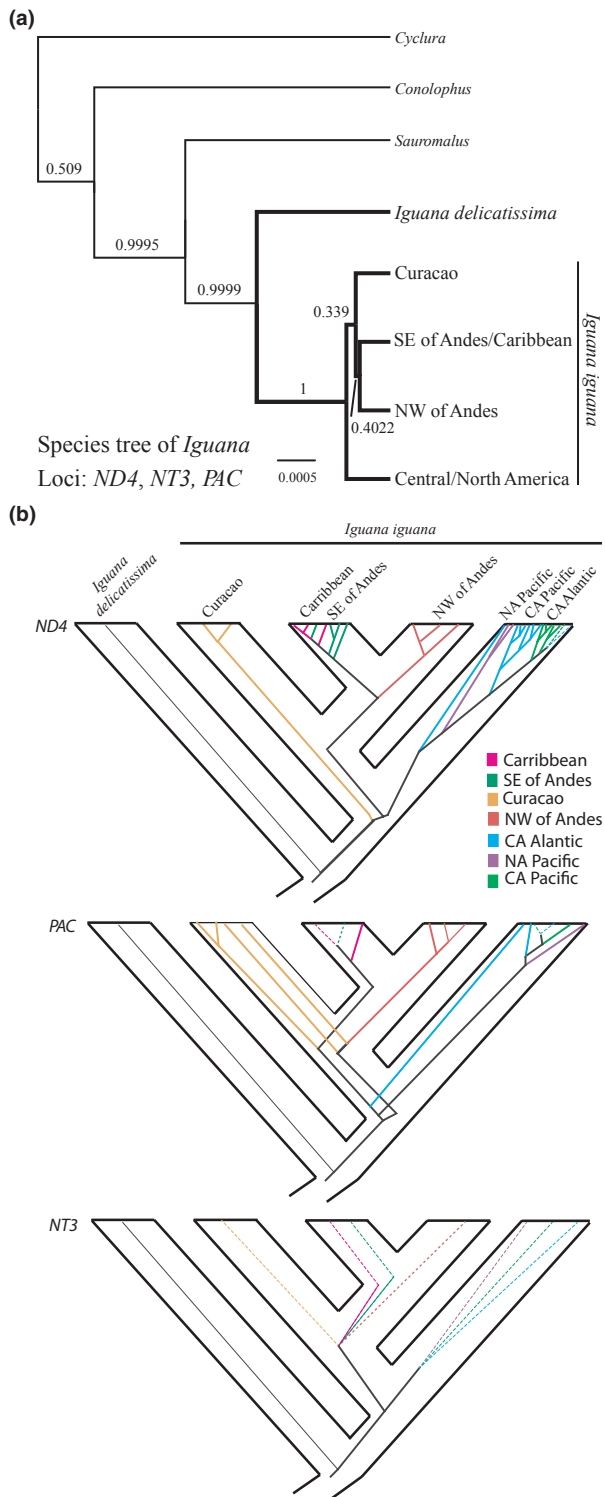 (a)
Cyclura
Conolophus
Sauromalus
0.509
0.9995
Iguana delicatissima
0.9999
Curacao
0.339
SE of Andes/Caribbean
Iguana iguana
1
NW of Andes
0.4022
Species tree of Iguana
Loci: ND4, NT3, PAC
0.0005
Central/North America
(b)
Iguana iguana
Iguana
delicatissima
Curacao
Carribbean
SE of Andes
NW of Andes
NA Pacific
CA Pacific
CA Alantic
ND4
Carribbean
SE of Andes
Curacao
NW of Andes
CA Alantic
NA Pacific
CA Pacific
PAC
NT3